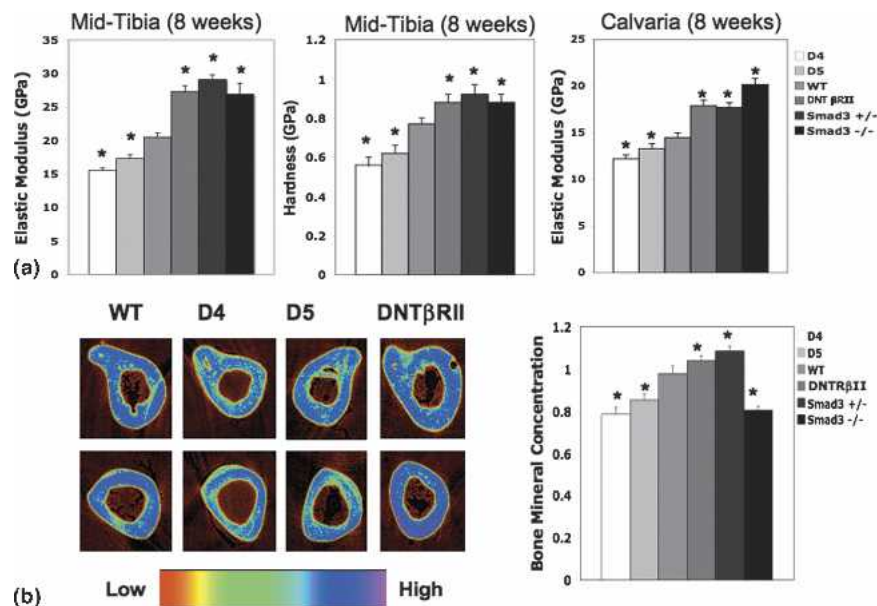 Mid-Tibia (8 weeks)
Mid-Tibia (8 weeks)
Calvaria (8 weeks)
Elastic Modulus (GPa)
35
30
25
20
15
10
5
0
* * * * *
Hardness (GPa)
1.2
1
0.8
0.6
0.4
0.2
0
* * * * *
Elastic Modulus (GPa)
25
20
15
10
5
0
* * * * *
D4
D5
WT
DNT βRII
Smad3 +/-
Smad3 -/-
(a)
WT D4 D5 DNTβRII
Low High
(b)
Bone Mineral Concentration
1.2
1
0.8
0.6
0.4
0.2
0
* * * * *
D4
D5
WT
DNTRβII
Smad3 +/-
Smad3 -/-